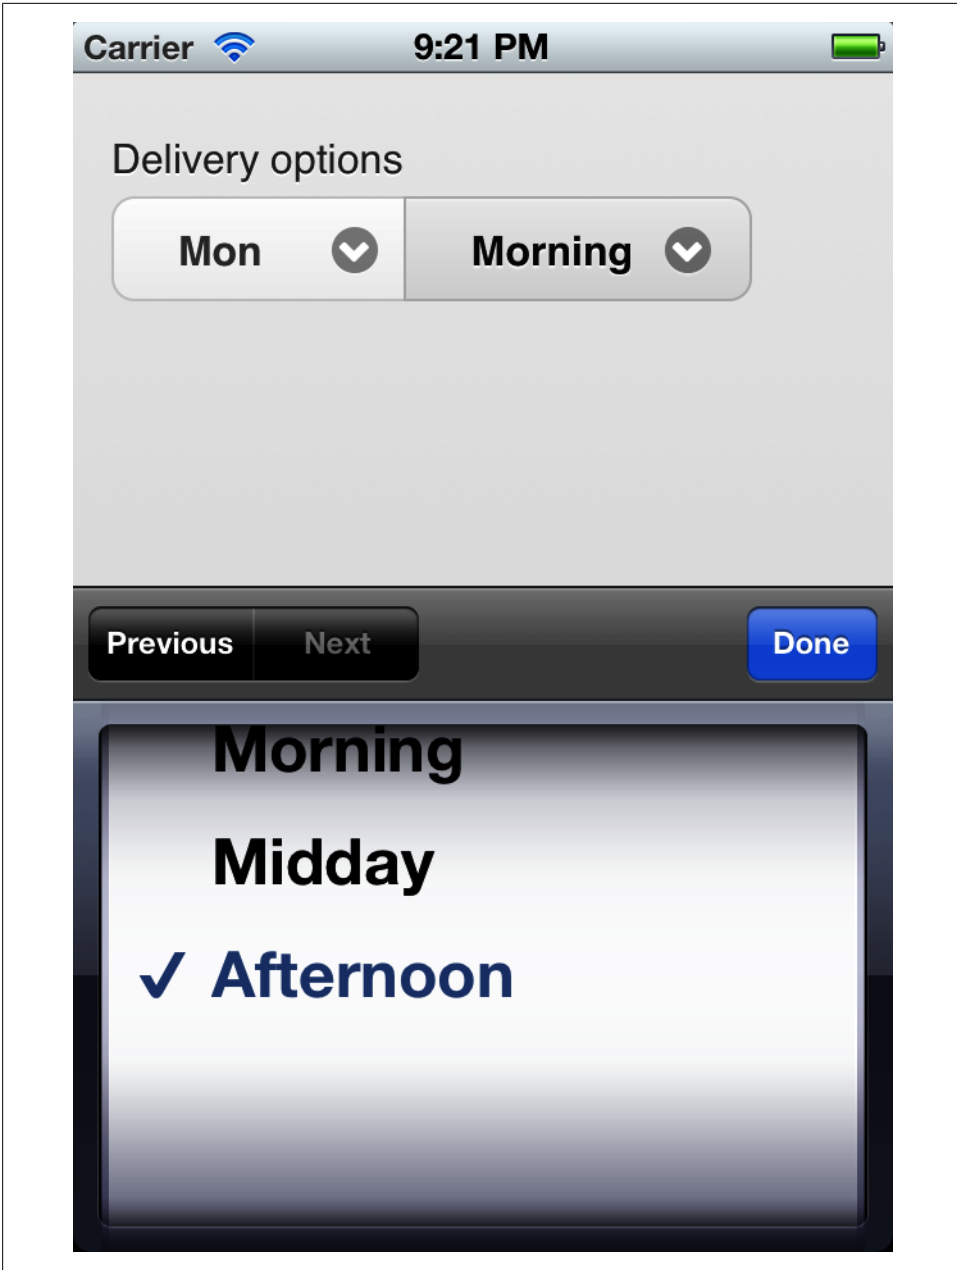 Carrier 9:21 PM
Delivery options
Mon Morning
Previous Next Done
Morning
Midday
✓ Afternoon